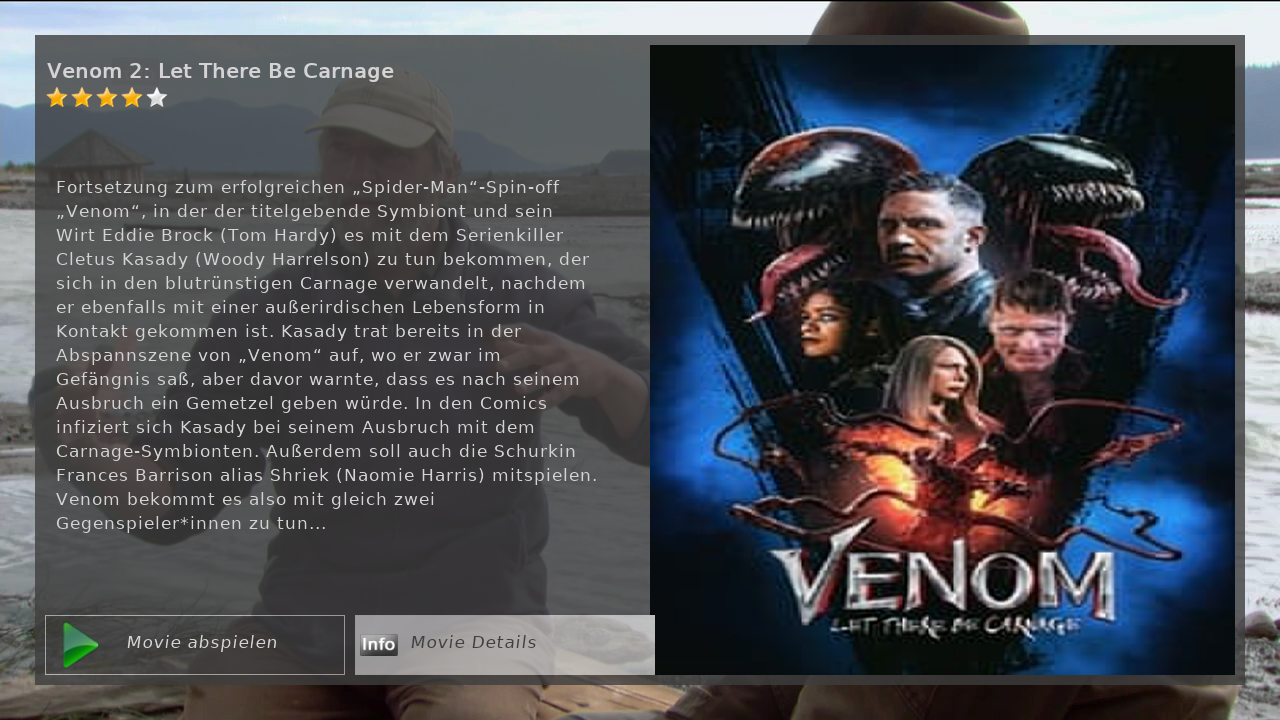 Venom 2: Let There Be Carnage
Fortsetzung zum erfolgreichen „Spider-Man“-Spin-off
„Venom“, in der der titelgebende Symbiont und sein
Wirt Eddie Brock (Tom Hardy) es mit dem Serienkiller
Cletus Kasady (Woody Harrelson) zu tun bekommen, der
sich in den blutrünstigen Carnage verwandelt, nachdem
er ebenfalls mit einer außerirdischen Lebensform in
Kontakt gekommen ist. Kasady trat bereits in der
Abspannszene von „Venom“ auf, wo er zwar im
Gefängnis saß, aber davor warnte, dass es nach seinem
Ausbruch ein Gemetzel geben würde. In den Comics
infiziert sich Kasady bei seinem Ausbruch mit dem
Carnage-Symbionten. Außerdem soll auch die Schurkin
Frances Barrison alias Shriek (Naomie Harris) mitspielen.
Venom bekommt es also mit gleich zwei
Gegenspieler*innen zu tun...
Movie abspielen
Info Movie Details
VENOM
LET THERE BE CARNAGE